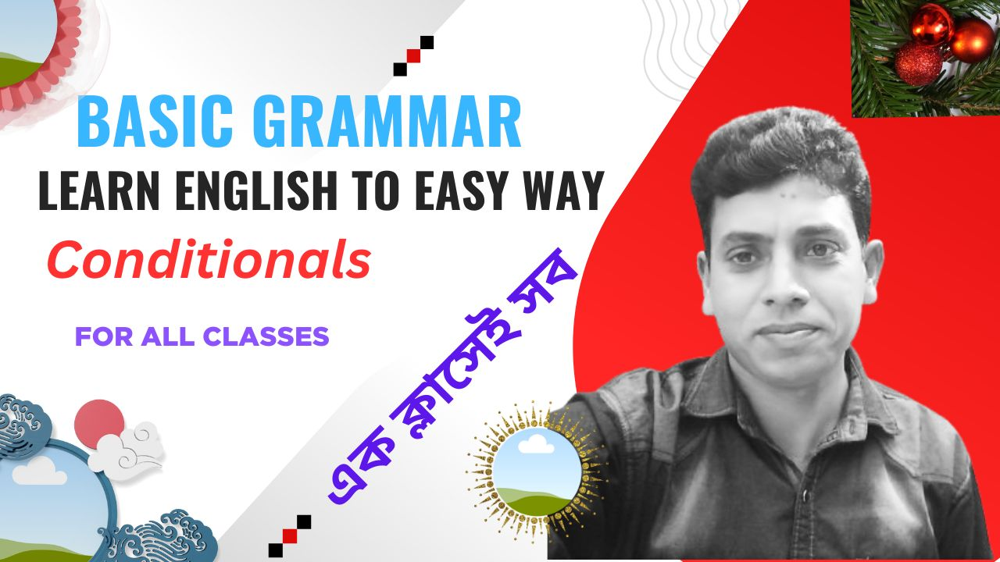 BASIC GRAMMAR
LEARN ENGLISH TO EASY WAY
Conditionals
FOR ALL CLASSES
এক ক্লাসেই সব